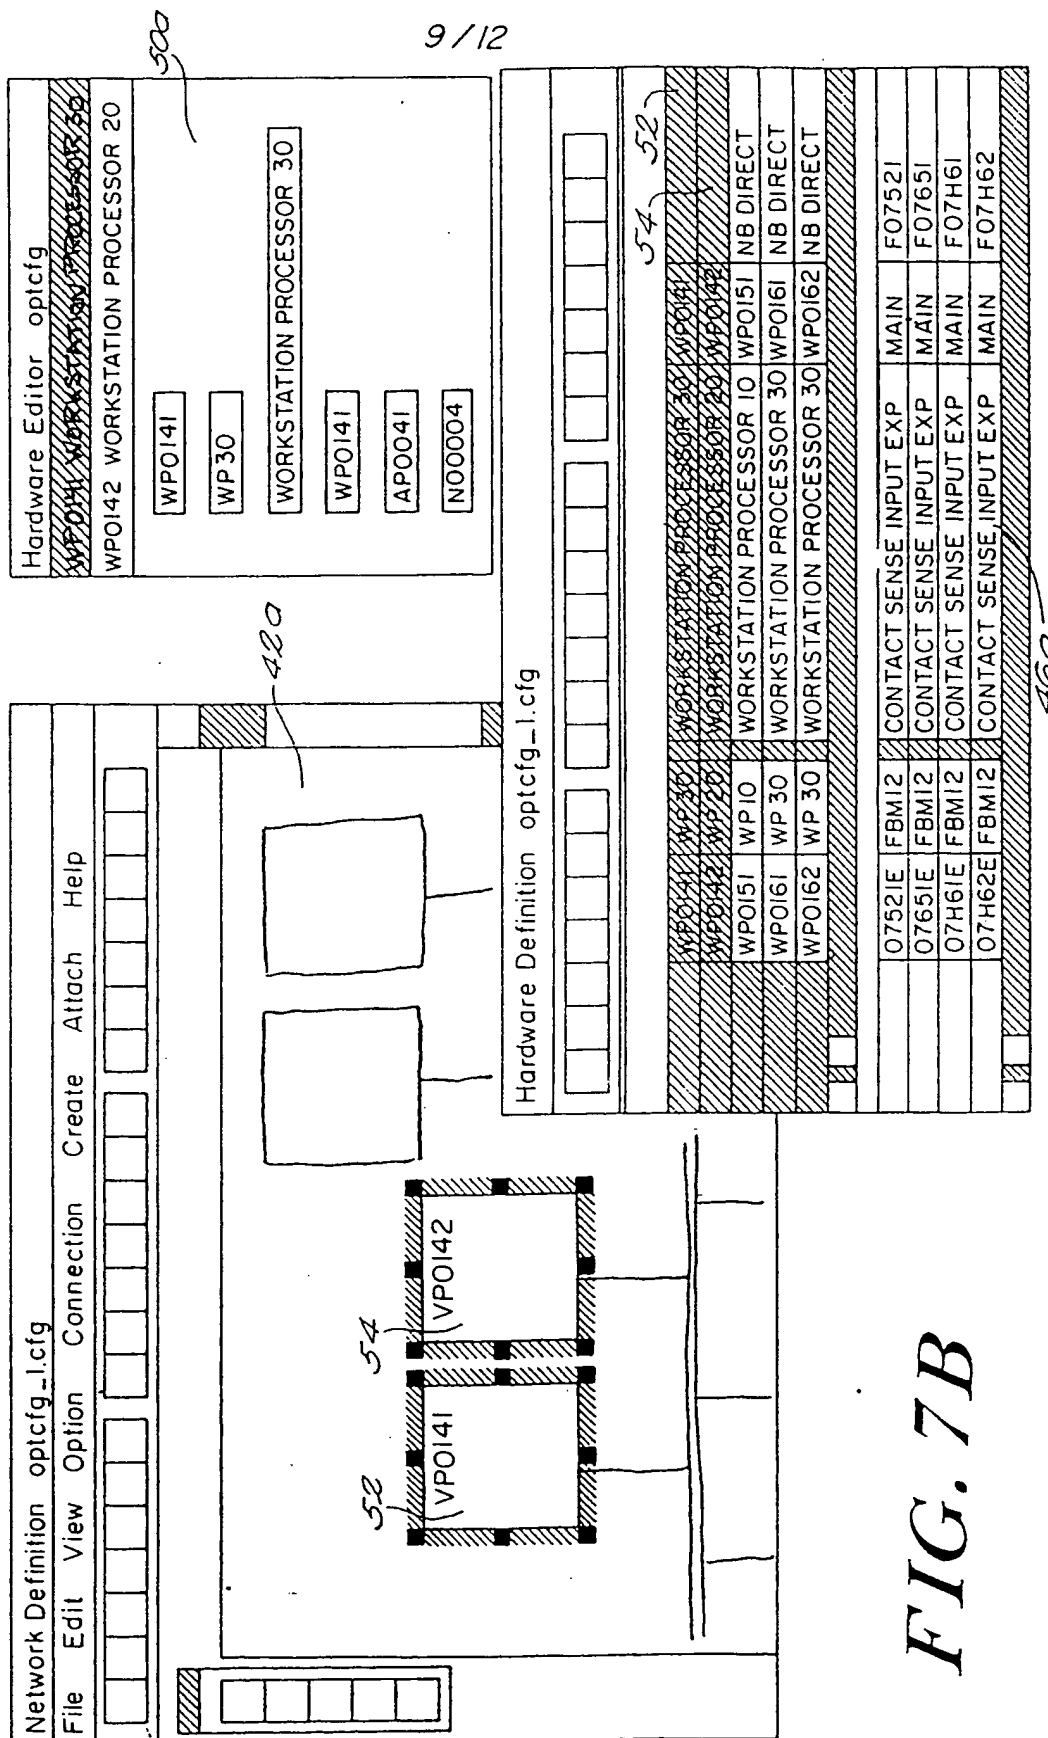 9/12
Network Definition optcfg_1.cfg
File Edit View Option Connection Create Attach Help
420
52
VP0141
54
VP0142
Hardware Editor optcfg
WP0141 WORKSTATION PROCESSOR 30
WP0142 WORKSTATION PROCESSOR 20
500
WP0141
WP30
WORKSTATION PROCESSOR 30
WP0141
AP0041
N00004
Hardware Definition optcfg_1.cfg
54
52
WP0141 WP 30 WORKSTATION PROCESSOR 30 WP0141
WP0142 WP 20 WORKSTATION PROCESSOR 20 WP0142
WP0151 WP 10 WORKSTATION PROCESSOR 10 WP0151 NB DIRECT
WP0161 WP 30 WORKSTATION PROCESSOR 30 WP0161 NB DIRECT
WP0162 WP 30 WORKSTATION PROCESSOR 30 WP0162 NB DIRECT
07521E FBM12 CONTACT SENSE INPUT EXP MAIN F07521
07651E FBM12 CONTACT SENSE INPUT EXP MAIN F07651
07H61E FBM12 CONTACT SENSE INPUT EXP MAIN F07H61
07H62E FBM12 CONTACT SENSE INPUT EXP MAIN F07H62
FIG. 7B